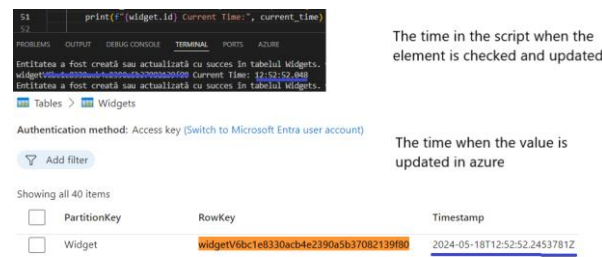 51 print(f"{widget.id} Current Time:", current_time)
52
The time in the script when the
element is checked and updated
PROBLEMS OUTPUT DEBUG CONSOLE TERMINAL PORTS AZURE
Entitatea a fost creată sau actualizată cu succes în tabelul Widgets.
Current Time: 12:52:52.048
Entitatea a fost creată sau actualizată cu succes în tabelul Widgets.
Tables > Widgets
Authentication method: Access key (Switch to Microsoft Entra user account)
The time when the value is
updated in azure
Add filter
Showing all 40 items
PartitionKey RowKey Timestamp
Widget widgetV6bc1e8330acb4e2390a5b37082139f80 2024-05-18T12:52:52.2453781Z